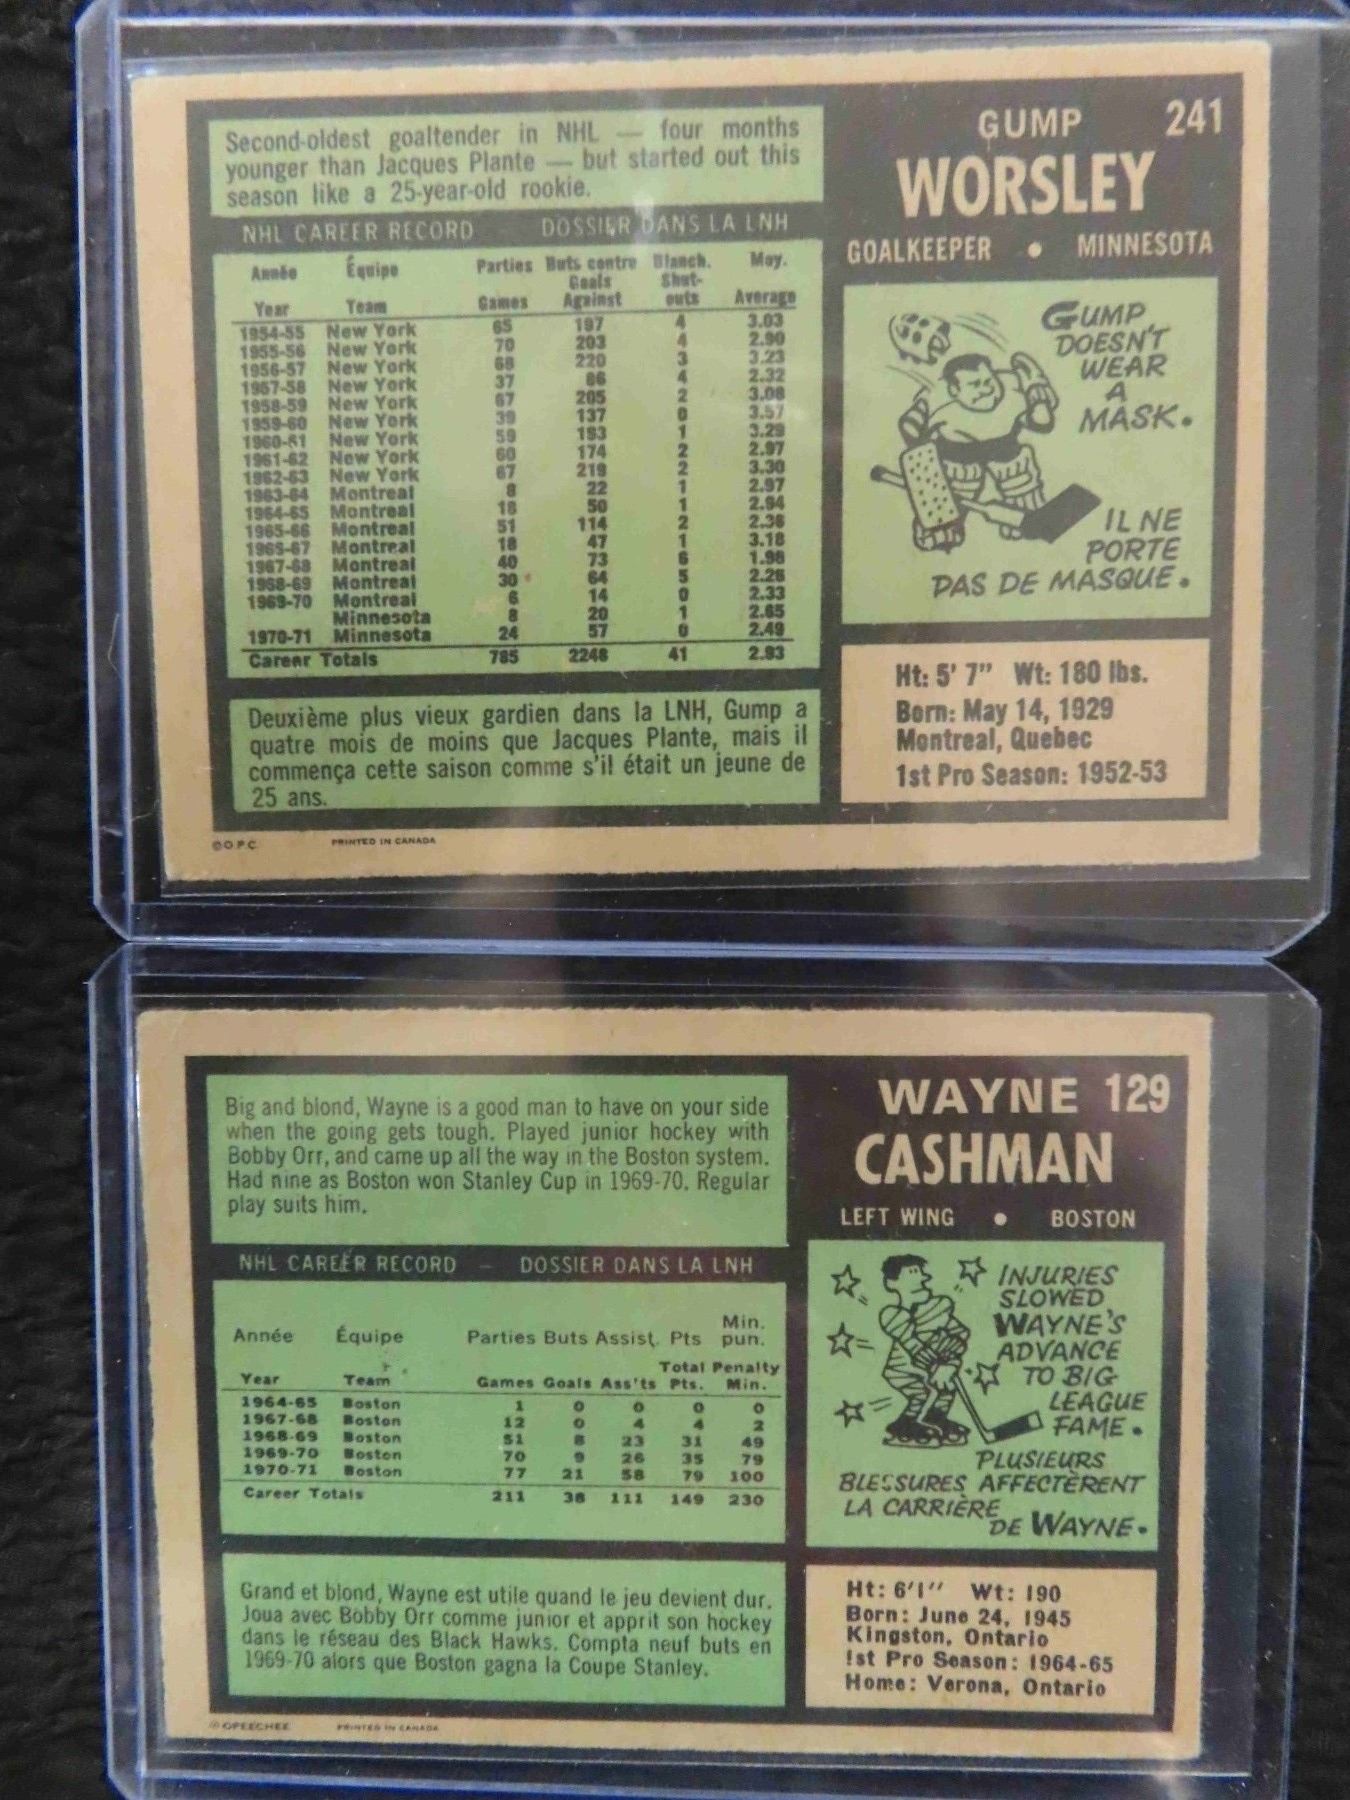 Second-oldest goaltender in NHL — four months
younger than Jacques Plante — but started out this
season like a 25-year-old rookie.
NHL CAREER RECORD DOSSIER DANS LA LNH
Année Équipe Parties Buts contre Blanch. Moy.
Goals Shut-
Year Team Games Against outs Average
1954-55 New York 65 197 4 3.03
1955-56 New York 70 203 4 2.90
1956-57 New York 68 220 3 3.23
1957-58 New York 37 86 4 2.32
1958-59 New York 67 205 2 3.08
1959-60 New York 39 137 0 3.57
1960-61 New York 59 193 1 3.29
1961-62 New York 60 174 2 2.97
1962-63 New York 67 219 2 3.30
1963-64 Montreal 8 22 1 2.97
1964-65 Montreal 18 50 1 2.94
1965-66 Montreal 51 114 2 2.36
1965-67 Montreal 18 47 1 3.18
1967-68 Montreal 40 73 6 1.98
1968-69 Montreal 30 64 5 2.26
1969-70 Montreal 6 14 0 2.33
Minnesota 8 20 1 2.65
1970-71 Minnesota 24 57 0 2.49
Career Totals 785 2246 41 2.93
Deuxième plus vieux gardien dans la LNH, Gump a
quatre mois de moins que Jacques Plante, mais il
commença cette saison comme s'il était un jeune de
25 ans.
© O.P.C. PRINTED IN CANADA
GUMP 241
WORSLEY
GOALKEEPER • MINNESOTA
GUMP
DOESN'T
WEAR
A
MASK.
IL NE
PORTE
PAS DE MASQUE.
Ht: 5' 7" Wt: 180 lbs.
Born: May 14, 1929
Montreal, Quebec
1st Pro Season: 1952-53
Big and blond, Wayne is a good man to have on your side
when the going gets tough. Played junior hockey with
Bobby Orr, and came up all the way in the Boston system.
Had nine as Boston won Stanley Cup in 1969-70. Regular
play suits him.
NHL CAREER RECORD – DOSSIER DANS LA LNH
Min.
Année Équipe Parties Buts Assist. Pts pun.
Total Penalty
Year Team Games Goals Ass'ts Pts. Min.
1964-65 Boston 1 0 0 0 0
1967-68 Boston 12 0 4 4 2
1968-69 Boston 51 8 23 31 49
1969-70 Boston 70 9 26 35 79
1970-71 Boston 77 21 58 79 100
Career Totals 211 38 111 149 230
Grand et blond, Wayne est utile quand le jeu devient dur.
Joua avec Bobby Orr comme junior et apprit son hockey
dans le réseau des Black Hawks. Compta neuf buts en
1969-70 alors que Boston gagna la Coupe Stanley.
© OPEECHEE PRINTED IN CANADA
WAYNE 129
CASHMAN
LEFT WING • BOSTON
INJURIES
SLOWED
WAYNE'S
ADVANCE
TO BIG
LEAGUE
FAME.
PLUSIEURS
BLESSURES AFFECTÈRENT
LA CARRIÈRE
DE WAYNE.
Ht: 6'1" Wt: 190
Born: June 24, 1945
Kingston, Ontario
1st Pro Season: 1964-65
Home: Verona, Ontario